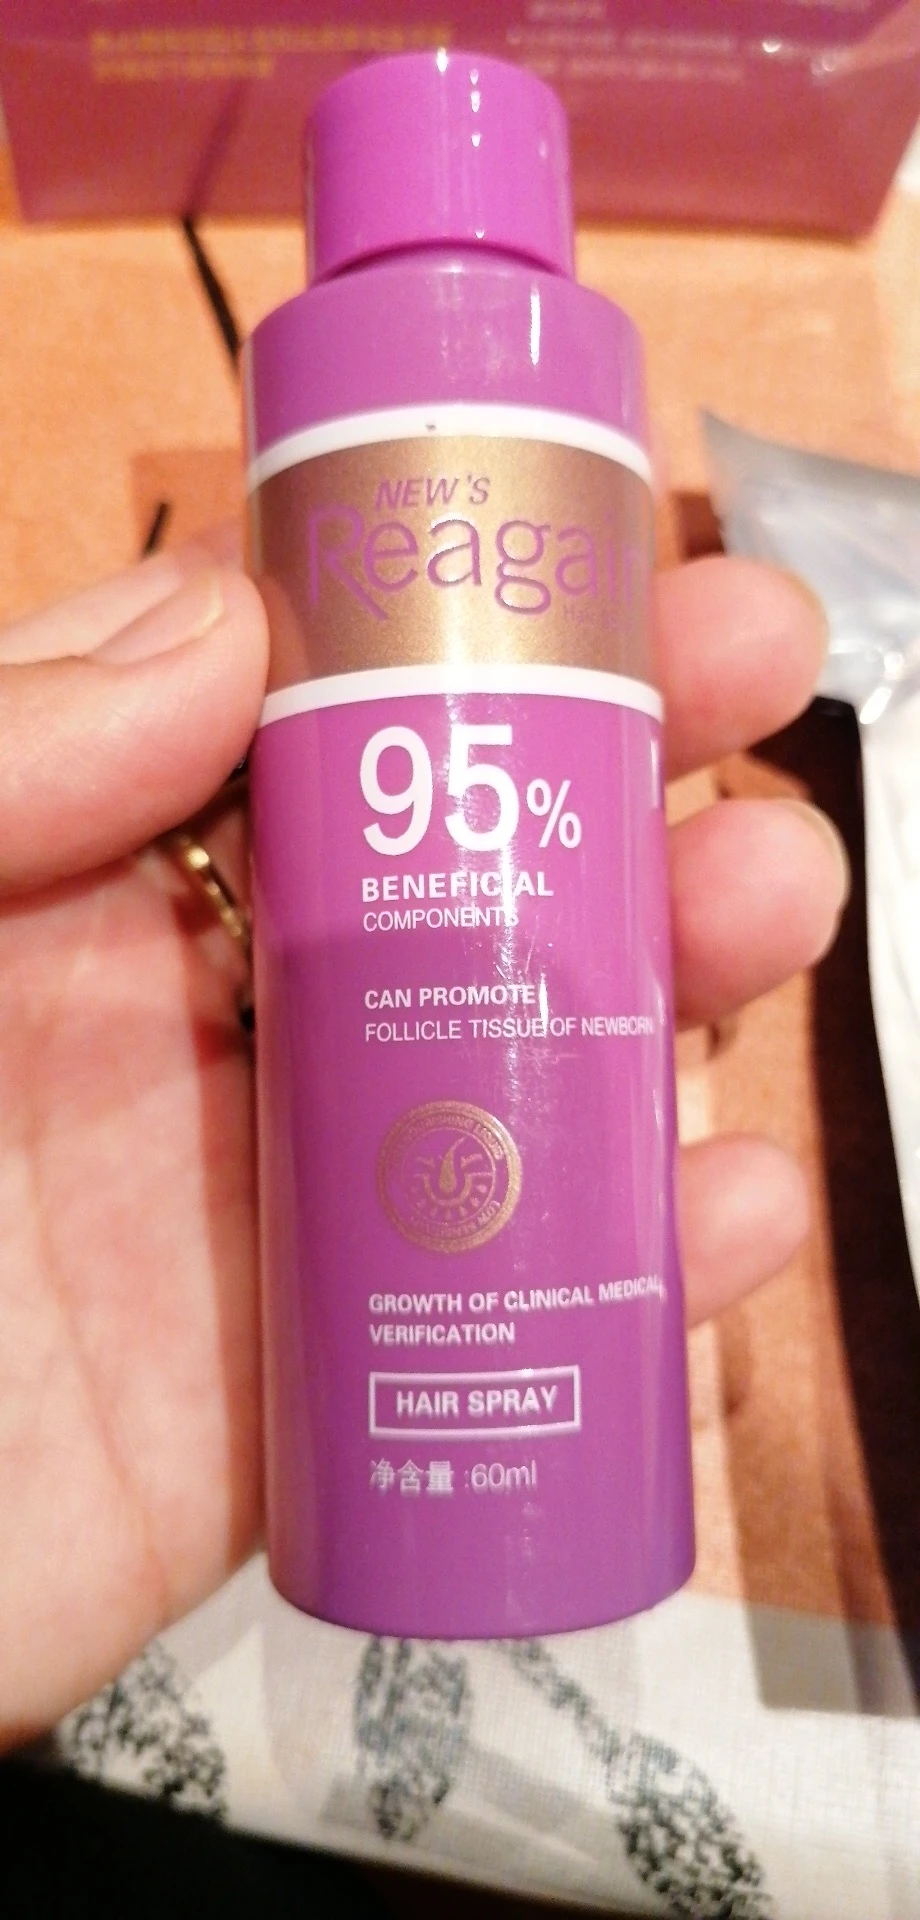 NEW'S
Reagain
95%
BENEFICIAL
COMPONENTS
CAN PROMOTE
FOLLICLE TISSUE OF NEWBORN
GROWTH OF CLINICAL MEDICAL
VERIFICATION
HAIR SPRAY
净含量:60ml